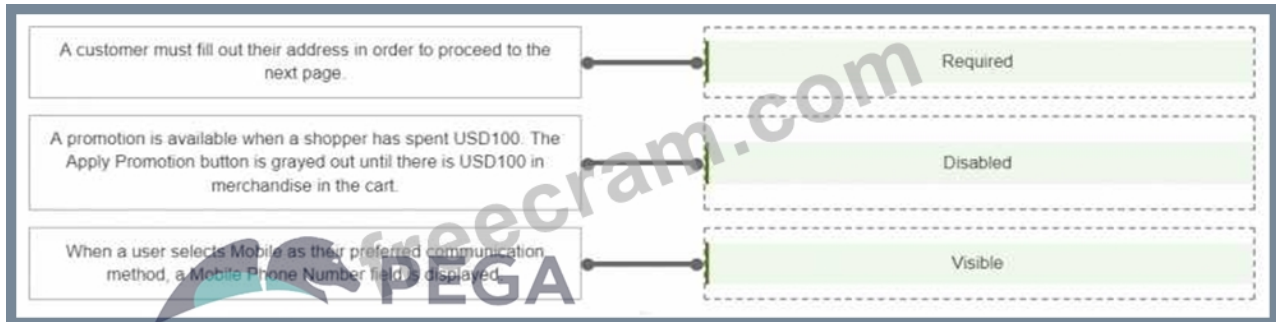 A customer must fill out their address in order to proceed to the
next page.
Required
A promotion is available when a shopper has spent USD100. The
Apply Promotion button is grayed out until there is USD100 in
merchandise in the cart.
Disabled
When a user selects Mobile as their preferred communication
method, a Mobile Phone Number field is displayed.
Visible
freecram.com
PEGA